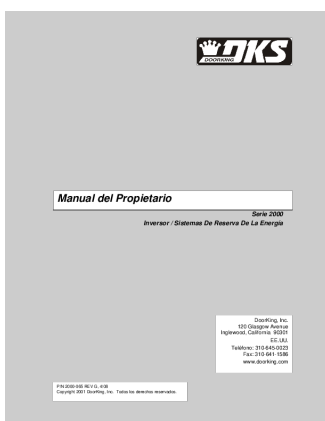 DKS
DOORKING
Manual del Propietario
Serie 2000
Inversor / Sistemas De Reserva De La Energía
DoorKing, Inc.
120 Glasgow Avenue
Inglewood, California 90301
EE.UU.
Teléfono: 310-645-0023
Fax: 310-641-1586
www.doorking.com
P/N 2000-065 REV G, 4/08
Copyright 2001 DoorKing, Inc. Todos los derechos reservados.